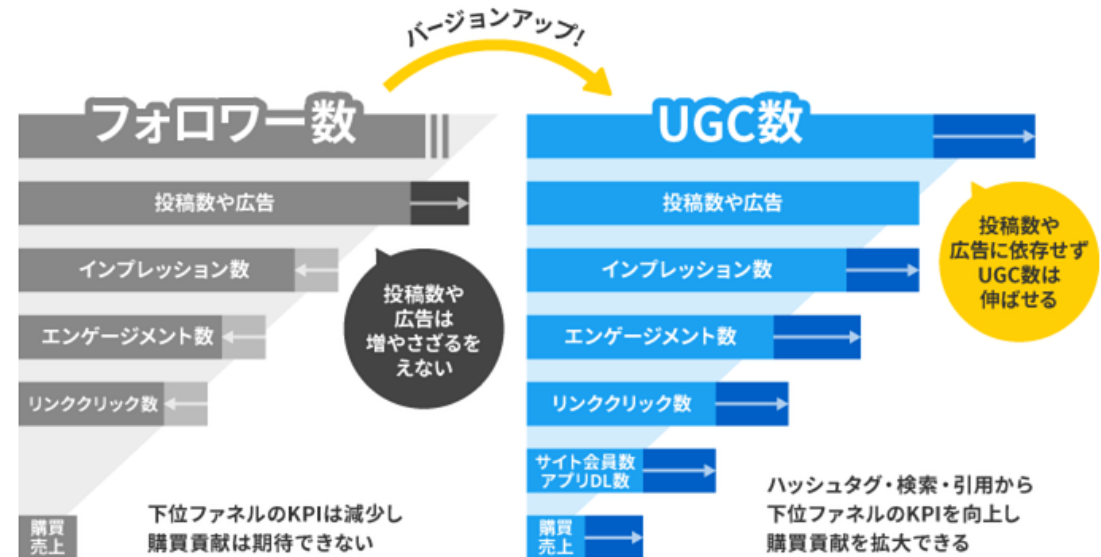 バージョンアップ!
フォロワー数
投稿数や広告
インプレッション数
エンゲージメント数
リンククリック数
購買
売上
投稿数や
広告は
増やさざるを
えない
下位ファネルのKPIは減少し
購買貢献は期待できない
UGC数
投稿数や広告
インプレッション数
エンゲージメント数
リンククリック数
サイト会員数
アプリDL数
購買
売上
投稿数や
広告に依存せず
UGC数は
伸ばせる
ハッシュタグ・検索・引用から
下位ファネルのKPIを向上し
購買貢献を拡大できる